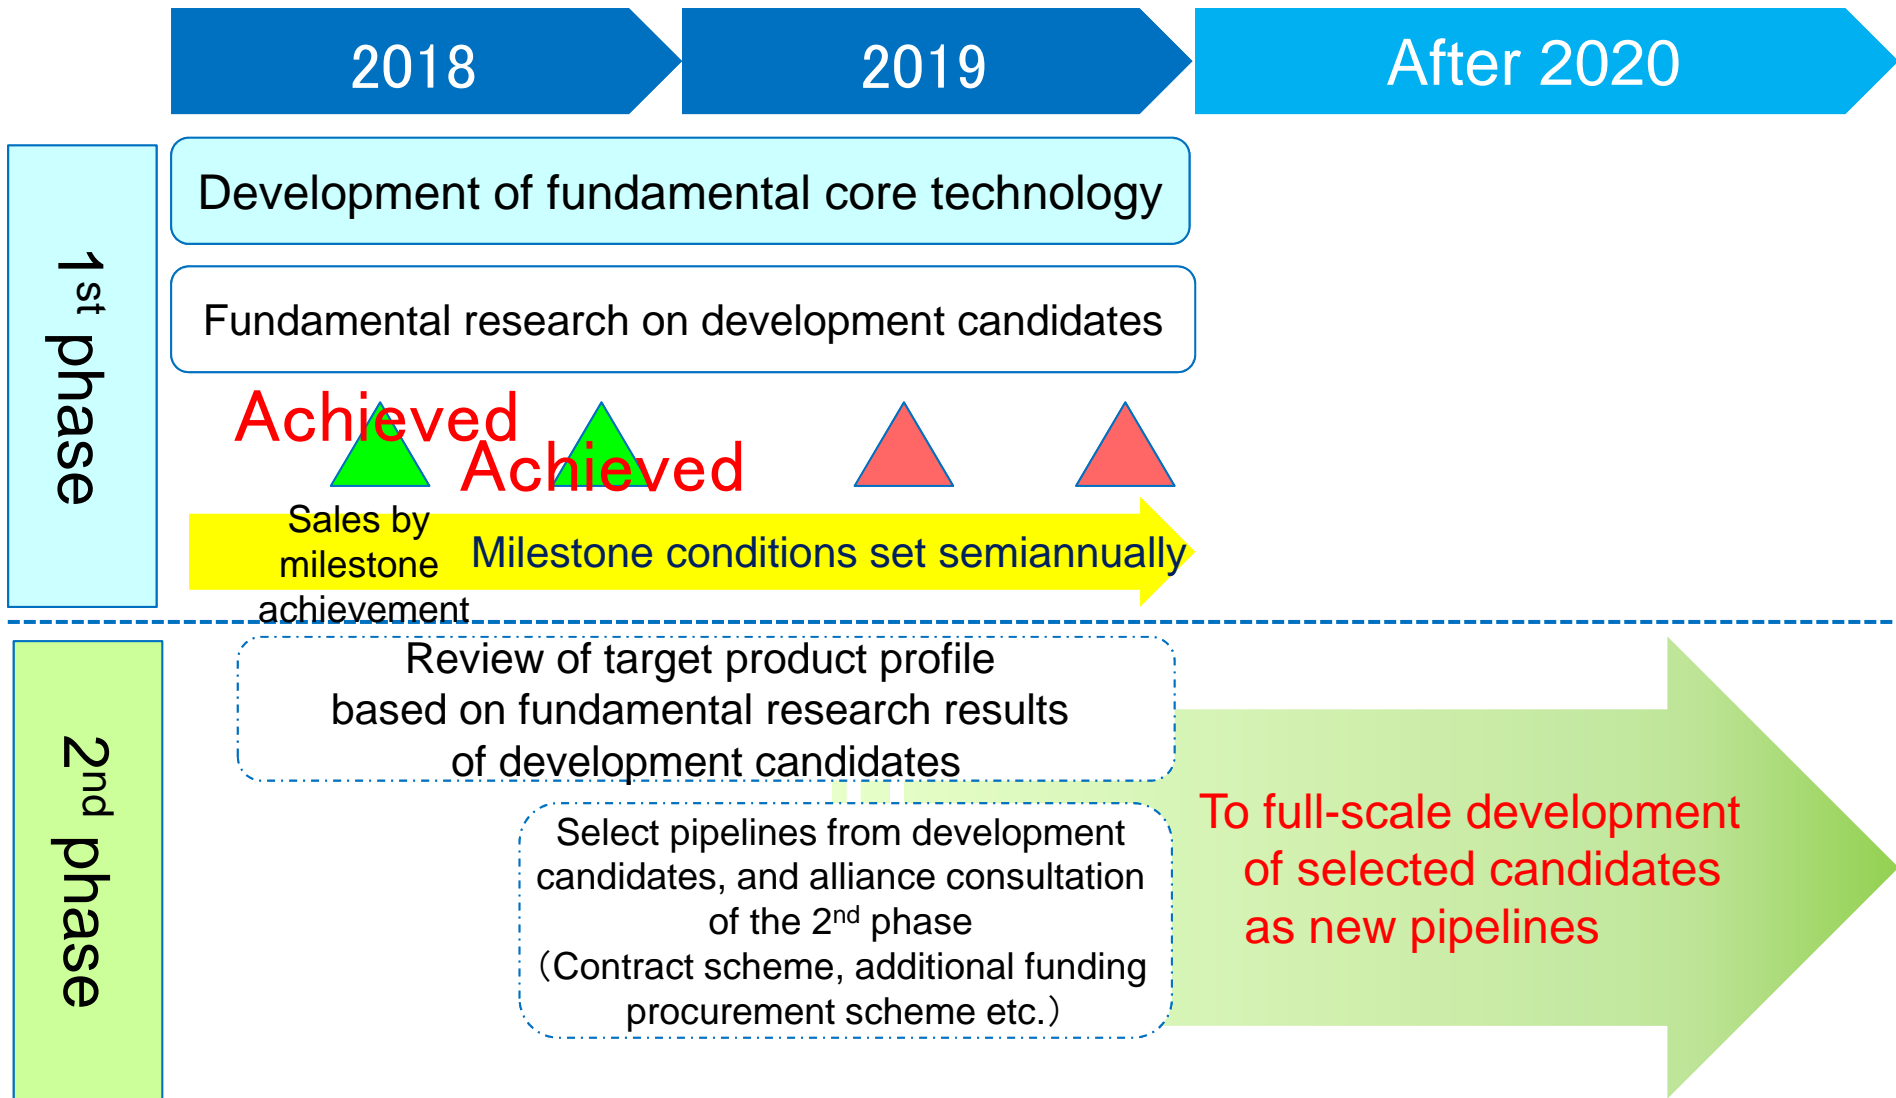 2018
2019
After 2020
1st phase
Development of fundamental core technology
Fundamental research on development candidates
Achieved
Achieved
Sales by
milestone
achievement
Milestone conditions set semiannually
2nd phase
Review of target product profile
based on fundamental research results
of development candidates
Select pipelines from development
candidates, and alliance consultation
of the 2nd phase
（Contract scheme, additional funding
procurement scheme etc.）
To full-scale development
of selected candidates
as new pipelines